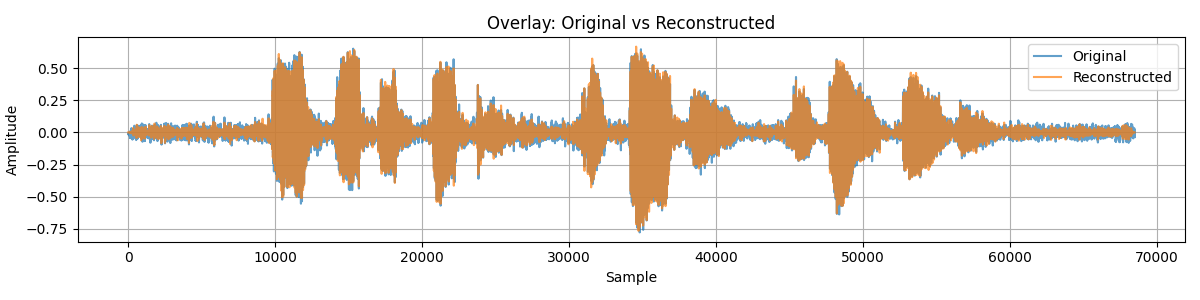 Overlay: Original vs Reconstructed
Original
Reconstructed
Amplitude
0.50
0.25
0.00
−0.25
−0.50
−0.75
0 10000 20000 30000 40000 50000 60000 70000
Sample